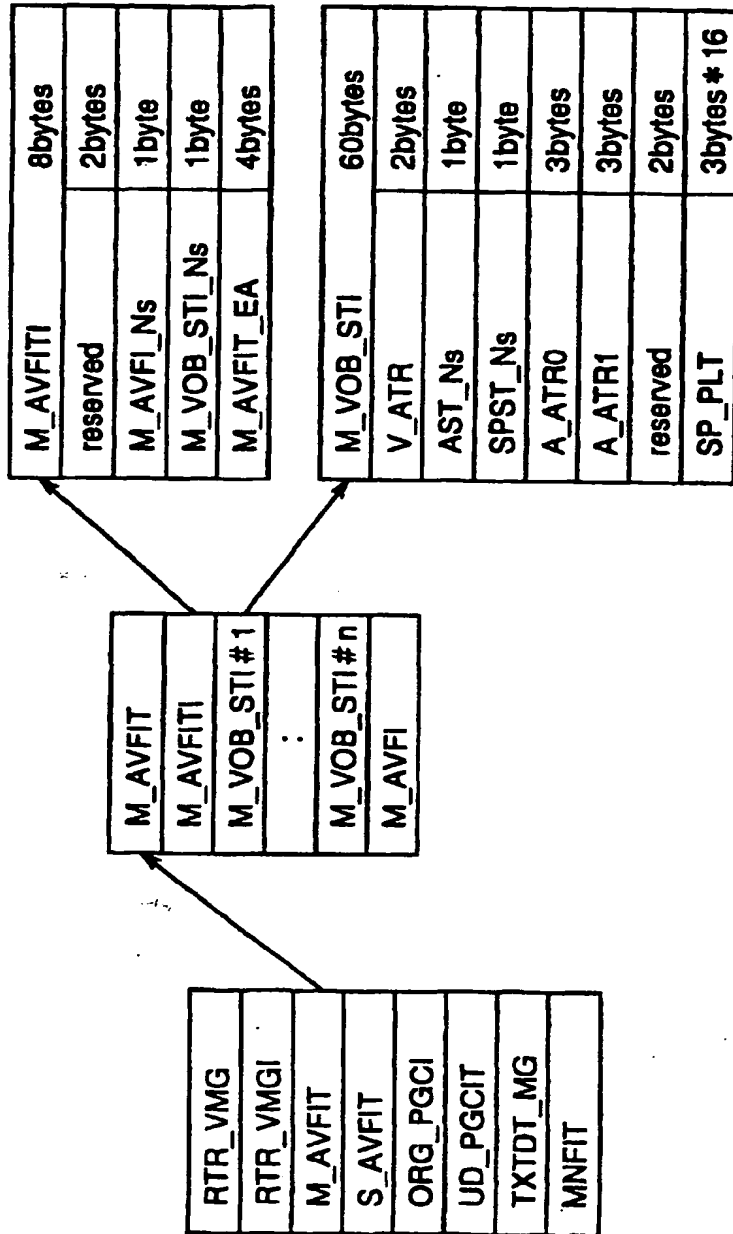 RTR_VMG
RTR_VMGI
M_AVFIT
S_AVFIT
ORG_PGCI
UD_PGCIT
TXTDT_MG
MNFIT
M_AVFIT
M_AVFITI
M_VOB_STI#1
:
M_VOB_STI#n
M_AVFI
M_AVFITI 8bytes
reserved 2bytes
M_AVFI_Ns 1byte
M_VOB_STI_Ns 1byte
M_AVFIT_EA 4bytes
M_VOB_STI 60bytes
V_ATR 2bytes
AST_Ns 1byte
SPST_Ns 1byte
A_ATR0 3bytes
A_ATR1 3bytes
reserved 2bytes
SP_PLT 3bytes*16